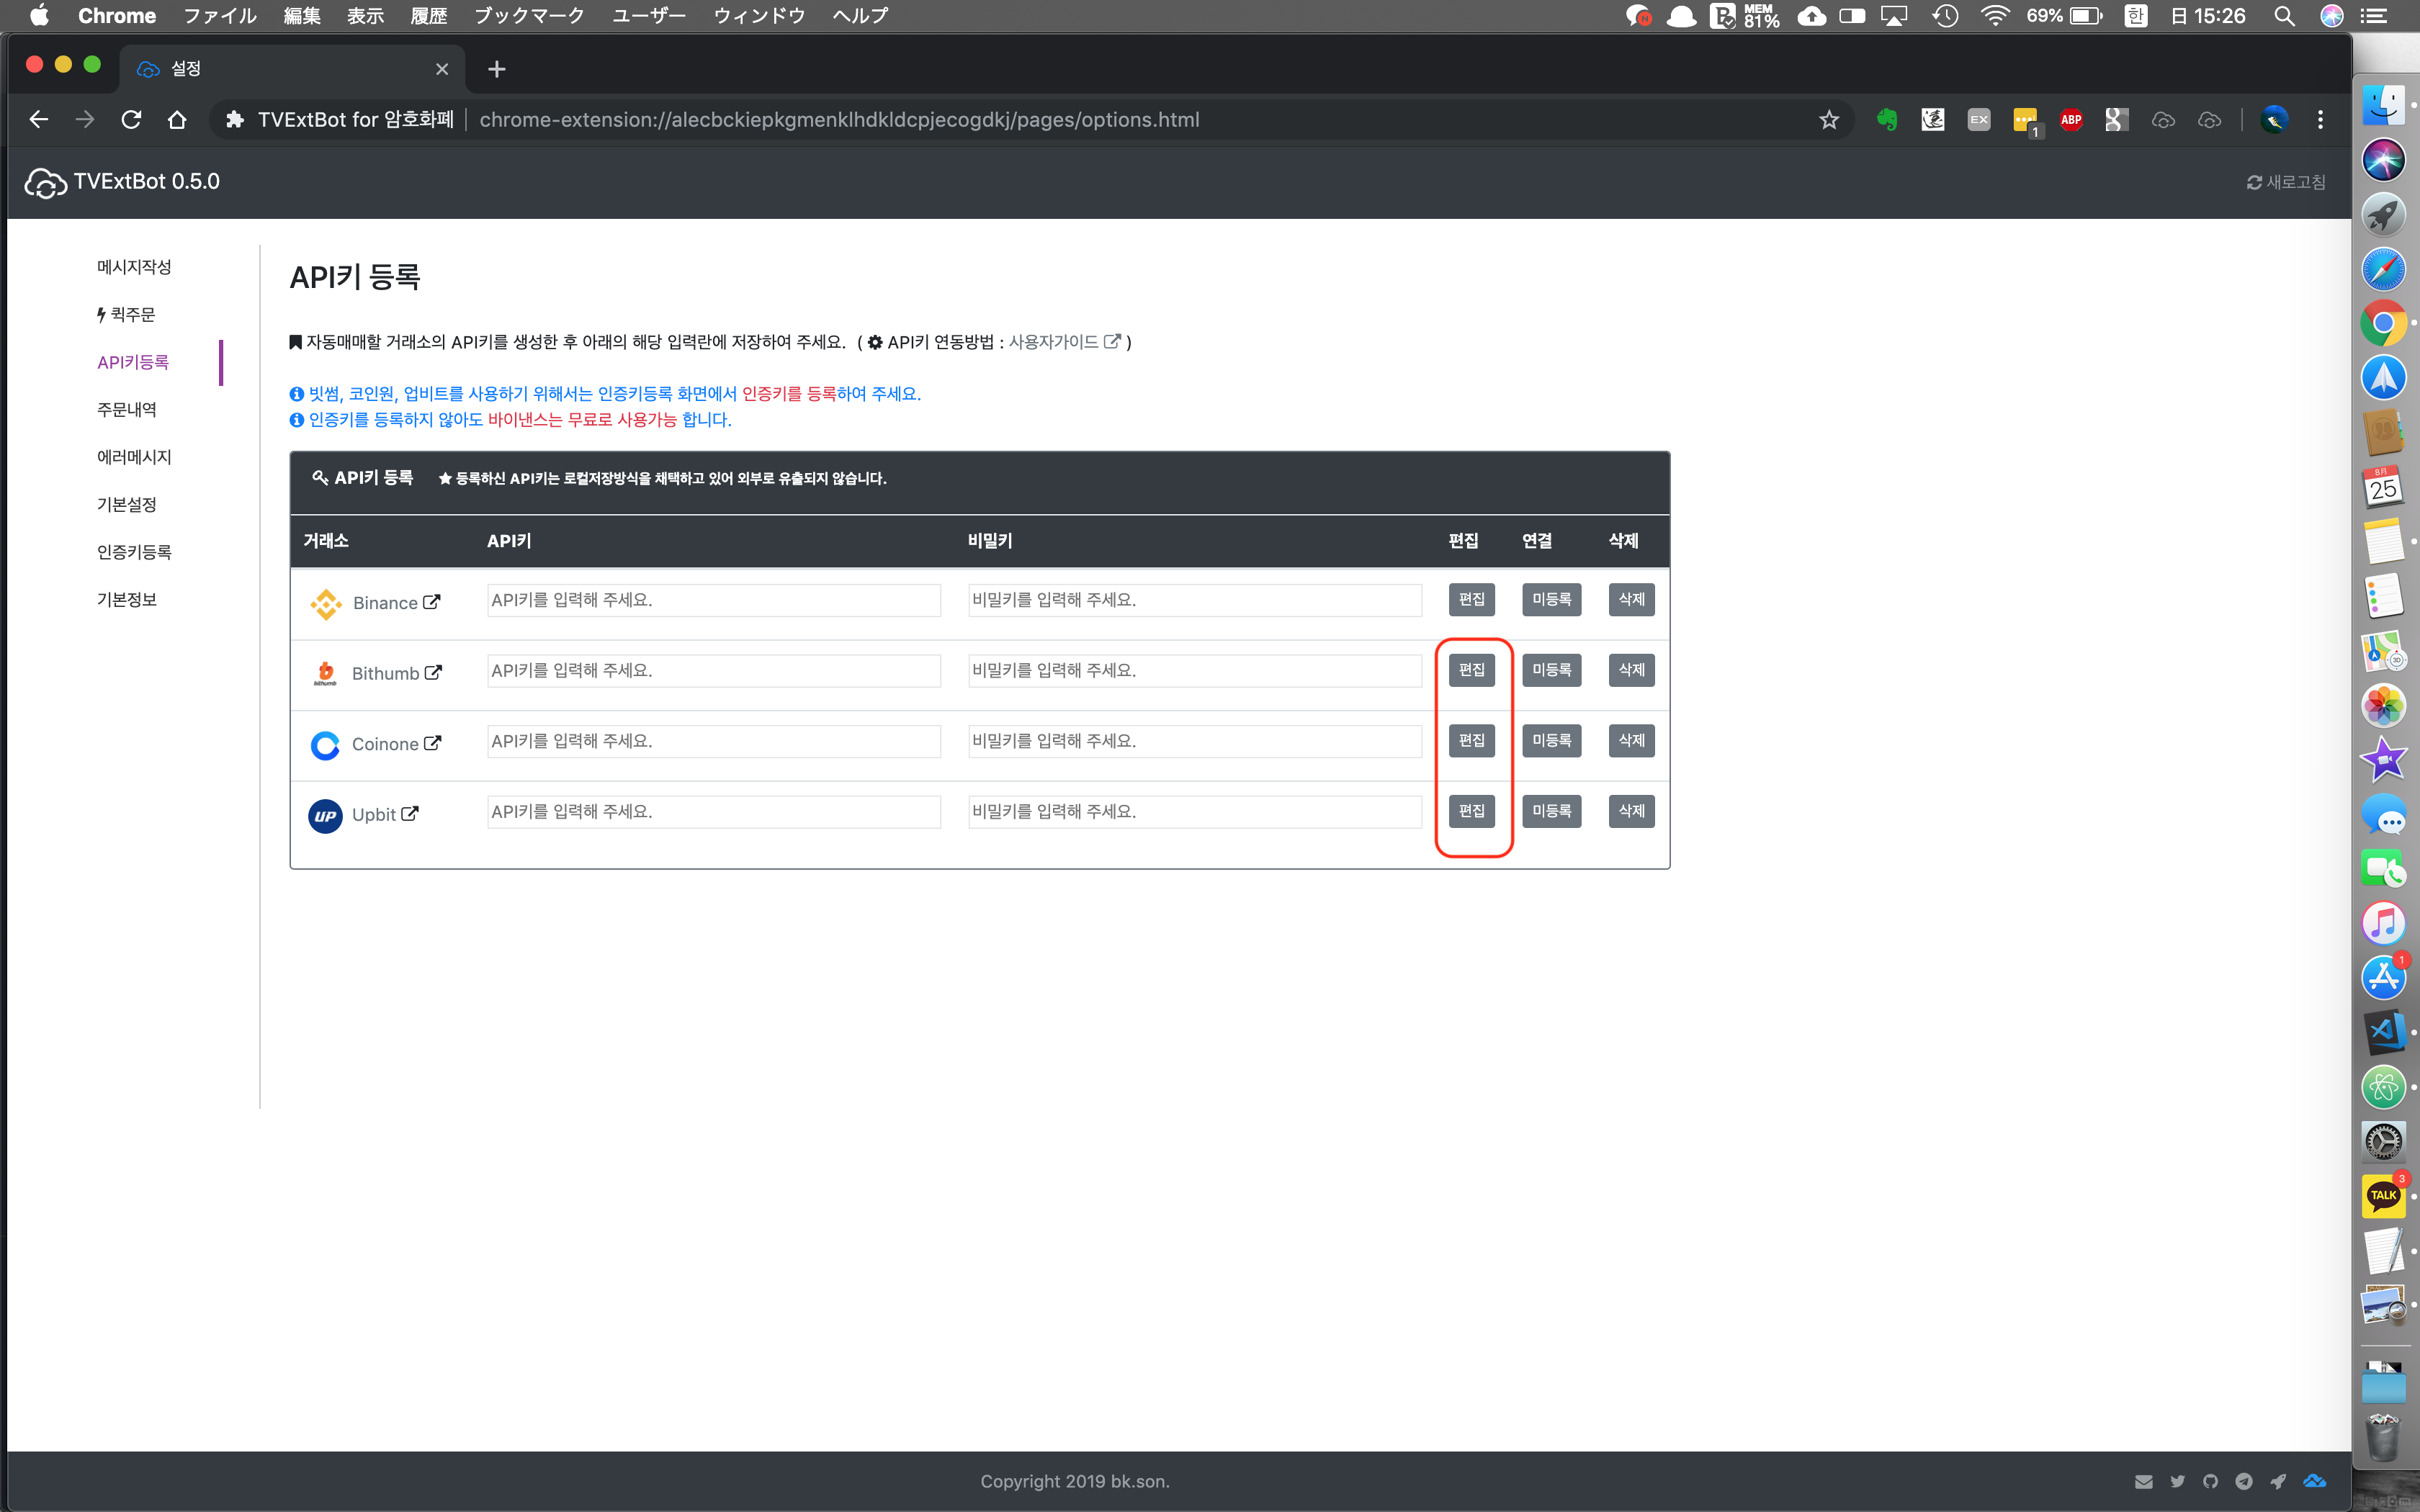 Chrome ファイル 編集 表示 履歴 ブックマーク ユーザー ウィンドウ ヘルプ
MEM 81% 69% 한 日 15:26
설정
TVExtBot for 암호화폐 chrome-extension://alecbckiepkgmenklhdkldcpjecogdkj/pages/options.html
EX 1 ABP
TVExtBot 0.5.0
새로고침
메시지작성
퀵주문
API키등록
주문내역
에러메시지
기본설정
인증키등록
기본정보
API키 등록
자동매매할 거래소의 API키를 생성한 후 아래의 해당 입력란에 저장하여 주세요. ( API키 연동방법 : 사용자가이드 )
빗썸, 코인원, 업비트를 사용하기 위해서는 인증키등록 화면에서 인증키를 등록하여 주세요.
인증키를 등록하지 않아도 바이낸스는 무료로 사용가능 합니다.
API키 등록 등록하신 API키는 로컬저장방식을 채택하고 있어 외부로 유출되지 않습니다.
거래소 API키 비밀키 편집 연결 삭제
Binance API키를 입력해 주세요. 비밀키를 입력해 주세요. 편집 미등록 삭제
bithumb Bithumb API키를 입력해 주세요. 비밀키를 입력해 주세요. 편집 미등록 삭제
Coinone API키를 입력해 주세요. 비밀키를 입력해 주세요. 편집 미등록 삭제
UP Upbit API키를 입력해 주세요. 비밀키를 입력해 주세요. 편집 미등록 삭제
Copyright 2019 bk.son.
8月
25
3D
1
TALK
3